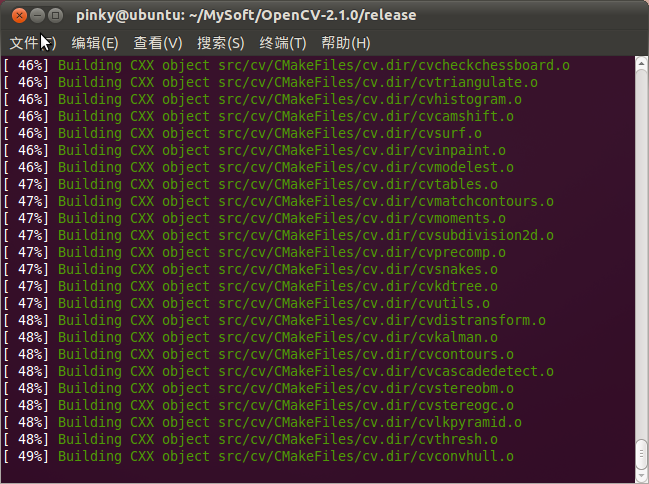 pinky@ubuntu: ~/MySoft/OpenCV-2.1.0/release
文件(F) 编辑(E) 查看(V) 搜索(S) 终端(T) 帮助(H)
[ 46%] Building CXX object src/cv/CMakeFiles/cv.dir/cvcheckchessboard.o
[ 46%] Building CXX object src/cv/CMakeFiles/cv.dir/cvtriangulate.o
[ 46%] Building CXX object src/cv/CMakeFiles/cv.dir/cvhistogram.o
[ 46%] Building CXX object src/cv/CMakeFiles/cv.dir/cvcamshift.o
[ 46%] Building CXX object src/cv/CMakeFiles/cv.dir/cvsurf.o
[ 46%] Building CXX object src/cv/CMakeFiles/cv.dir/cvinpaint.o
[ 46%] Building CXX object src/cv/CMakeFiles/cv.dir/cvmodelest.o
[ 47%] Building CXX object src/cv/CMakeFiles/cv.dir/cvtables.o
[ 47%] Building CXX object src/cv/CMakeFiles/cv.dir/cvmatchcontours.o
[ 47%] Building CXX object src/cv/CMakeFiles/cv.dir/cvmoments.o
[ 47%] Building CXX object src/cv/CMakeFiles/cv.dir/cvsubdivision2d.o
[ 47%] Building CXX object src/cv/CMakeFiles/cv.dir/cvprecomp.o
[ 47%] Building CXX object src/cv/CMakeFiles/cv.dir/cvsnakes.o
[ 47%] Building CXX object src/cv/CMakeFiles/cv.dir/cvkdtree.o
[ 47%] Building CXX object src/cv/CMakeFiles/cv.dir/cvutils.o
[ 48%] Building CXX object src/cv/CMakeFiles/cv.dir/cvdistransform.o
[ 48%] Building CXX object src/cv/CMakeFiles/cv.dir/cvkalman.o
[ 48%] Building CXX object src/cv/CMakeFiles/cv.dir/cvcontours.o
[ 48%] Building CXX object src/cv/CMakeFiles/cv.dir/cvcascadedetect.o
[ 48%] Building CXX object src/cv/CMakeFiles/cv.dir/cvstereobm.o
[ 48%] Building CXX object src/cv/CMakeFiles/cv.dir/cvstereogc.o
[ 48%] Building CXX object src/cv/CMakeFiles/cv.dir/cvlkpyramid.o
[ 48%] Building CXX object src/cv/CMakeFiles/cv.dir/cvthresh.o
[ 49%] Building CXX object src/cv/CMakeFiles/cv.dir/cvconvhull.o